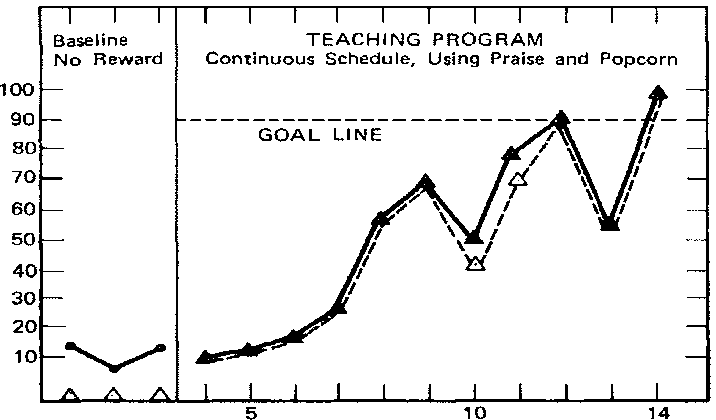 Baseline
No Reward
TEACHING PROGRAM
Continuous Schedule, Using Praise and Popcorn
GOAL LINE
100
90
80
70
60
50
40
30
20
10
5
10
14